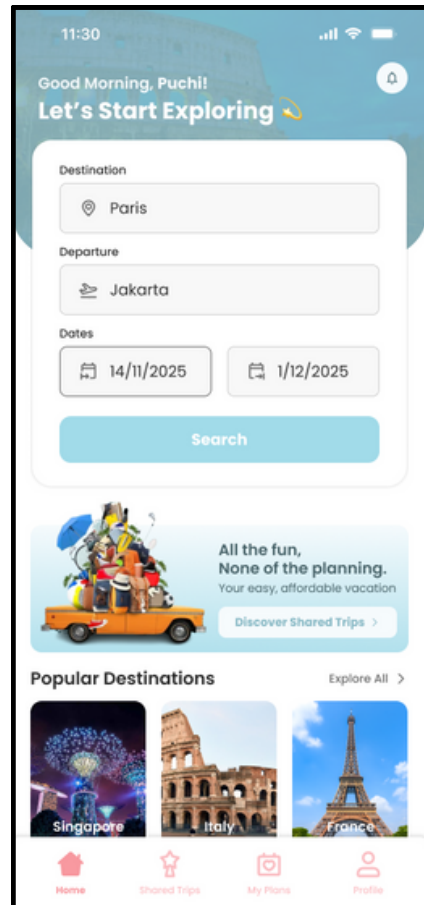 11:30
Good Morning, Puchi!
Let's Start Exploring 💫
Destination
Paris
Departure
Jakarta
Dates
14/11/2025
1/12/2025
Search
All the fun,
None of the planning.
Your easy, affordable vacation
Discover Shared Trips >
Popular Destinations
Explore All >
Singapore
Italy
France
Home
Shared Trips
My Plans
Profile